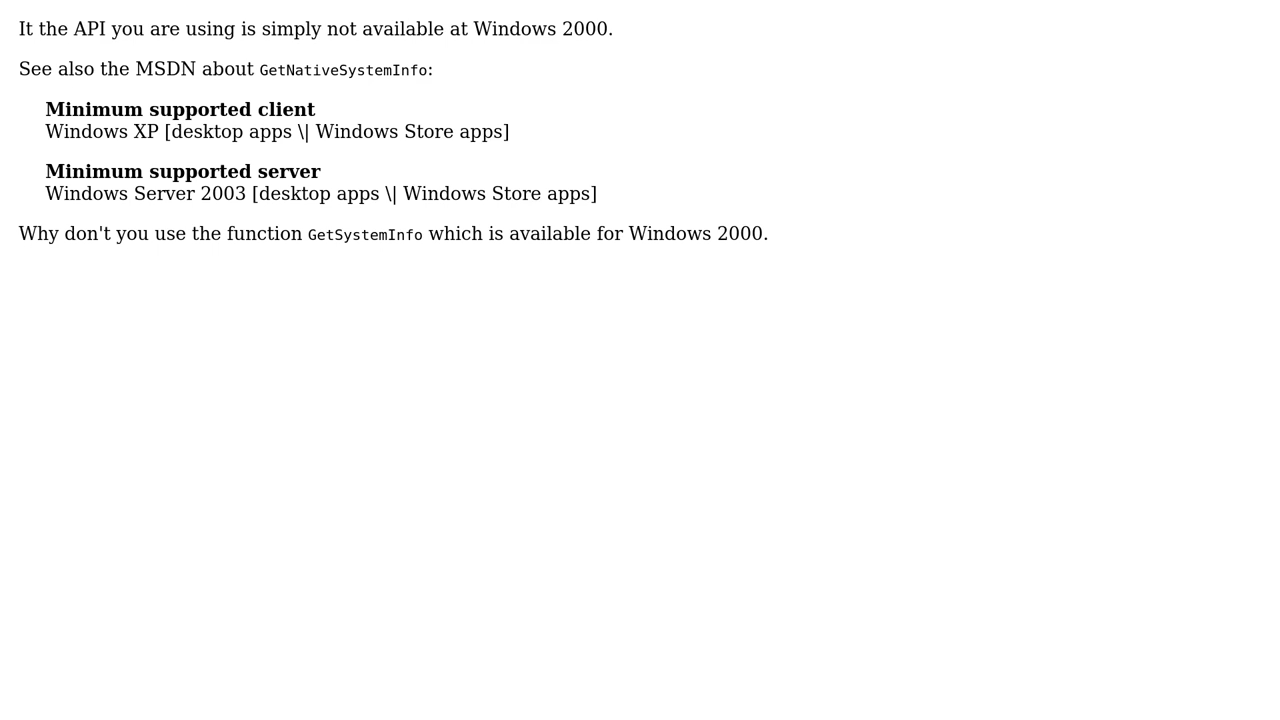 It the API you are using is simply not available at Windows 2000.
See also the MSDN about GetNativeSystemInfo:
Minimum supported client
Windows XP [desktop apps \| Windows Store apps]
Minimum supported server
Windows Server 2003 [desktop apps \| Windows Store apps]
Why don't you use the function GetSystemInfo which is available for Windows 2000.